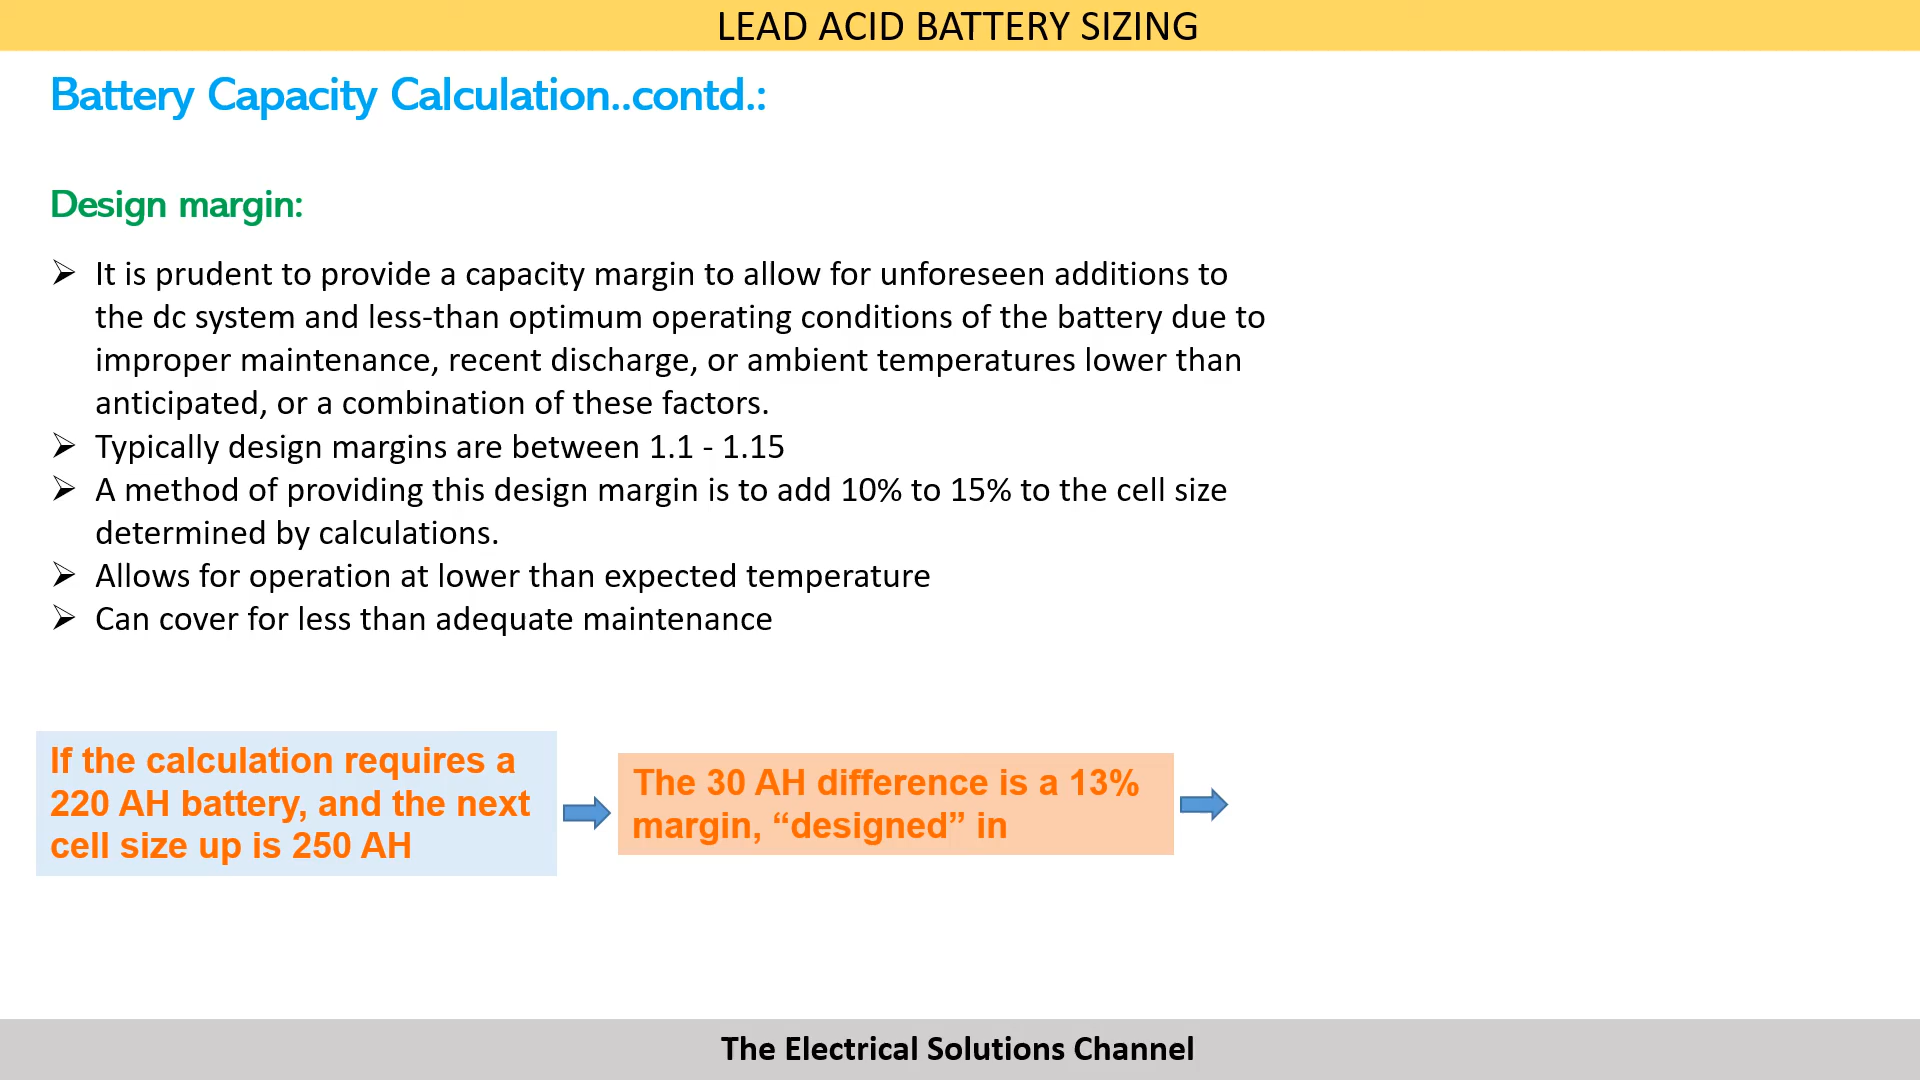 LEAD ACID BATTERY SIZING
Battery Capacity Calculation..contd.:
Design margin:
➢ It is prudent to provide a capacity margin to allow for unforeseen additions to
the dc system and less-than optimum operating conditions of the battery due to
improper maintenance, recent discharge, or ambient temperatures lower than
anticipated, or a combination of these factors.
➢ Typically design margins are between 1.1 - 1.15
➢ A method of providing this design margin is to add 10% to 15% to the cell size
determined by calculations.
➢ Allows for operation at lower than expected temperature
➢ Can cover for less than adequate maintenance
If the calculation requires a
220 AH battery, and the next
cell size up is 250 AH
The 30 AH difference is a 13%
margin, “designed” in
The Electrical Solutions Channel